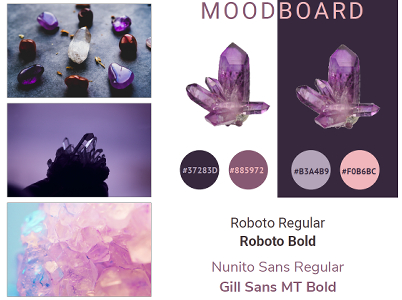 MOODBOARD
#37283D #885972 #B3A4B9 #F0B6BC
Roboto Regular
Roboto Bold
Nunito Sans Regular
Gill Sans MT Bold